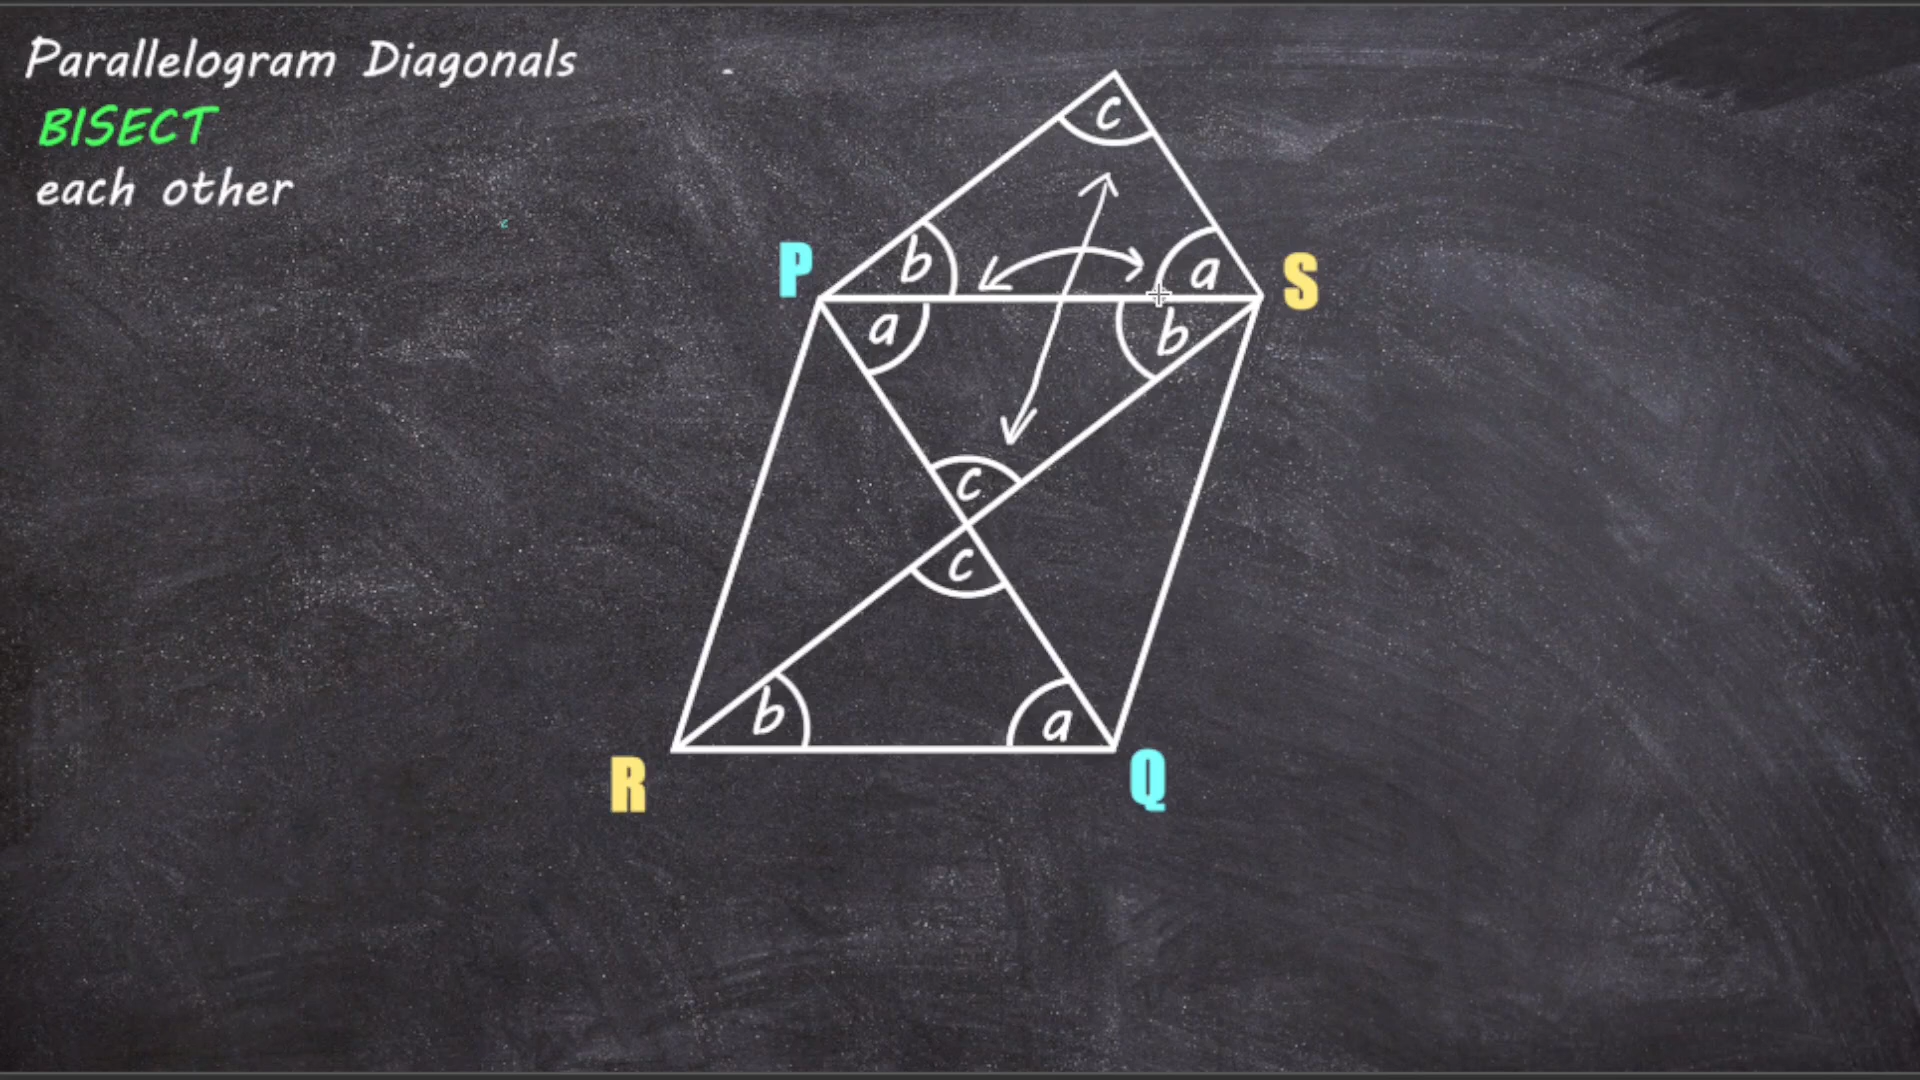 Parallelogram Diagonals
BISECT
each other
c
P b a S
a b
c
c
b a
R Q